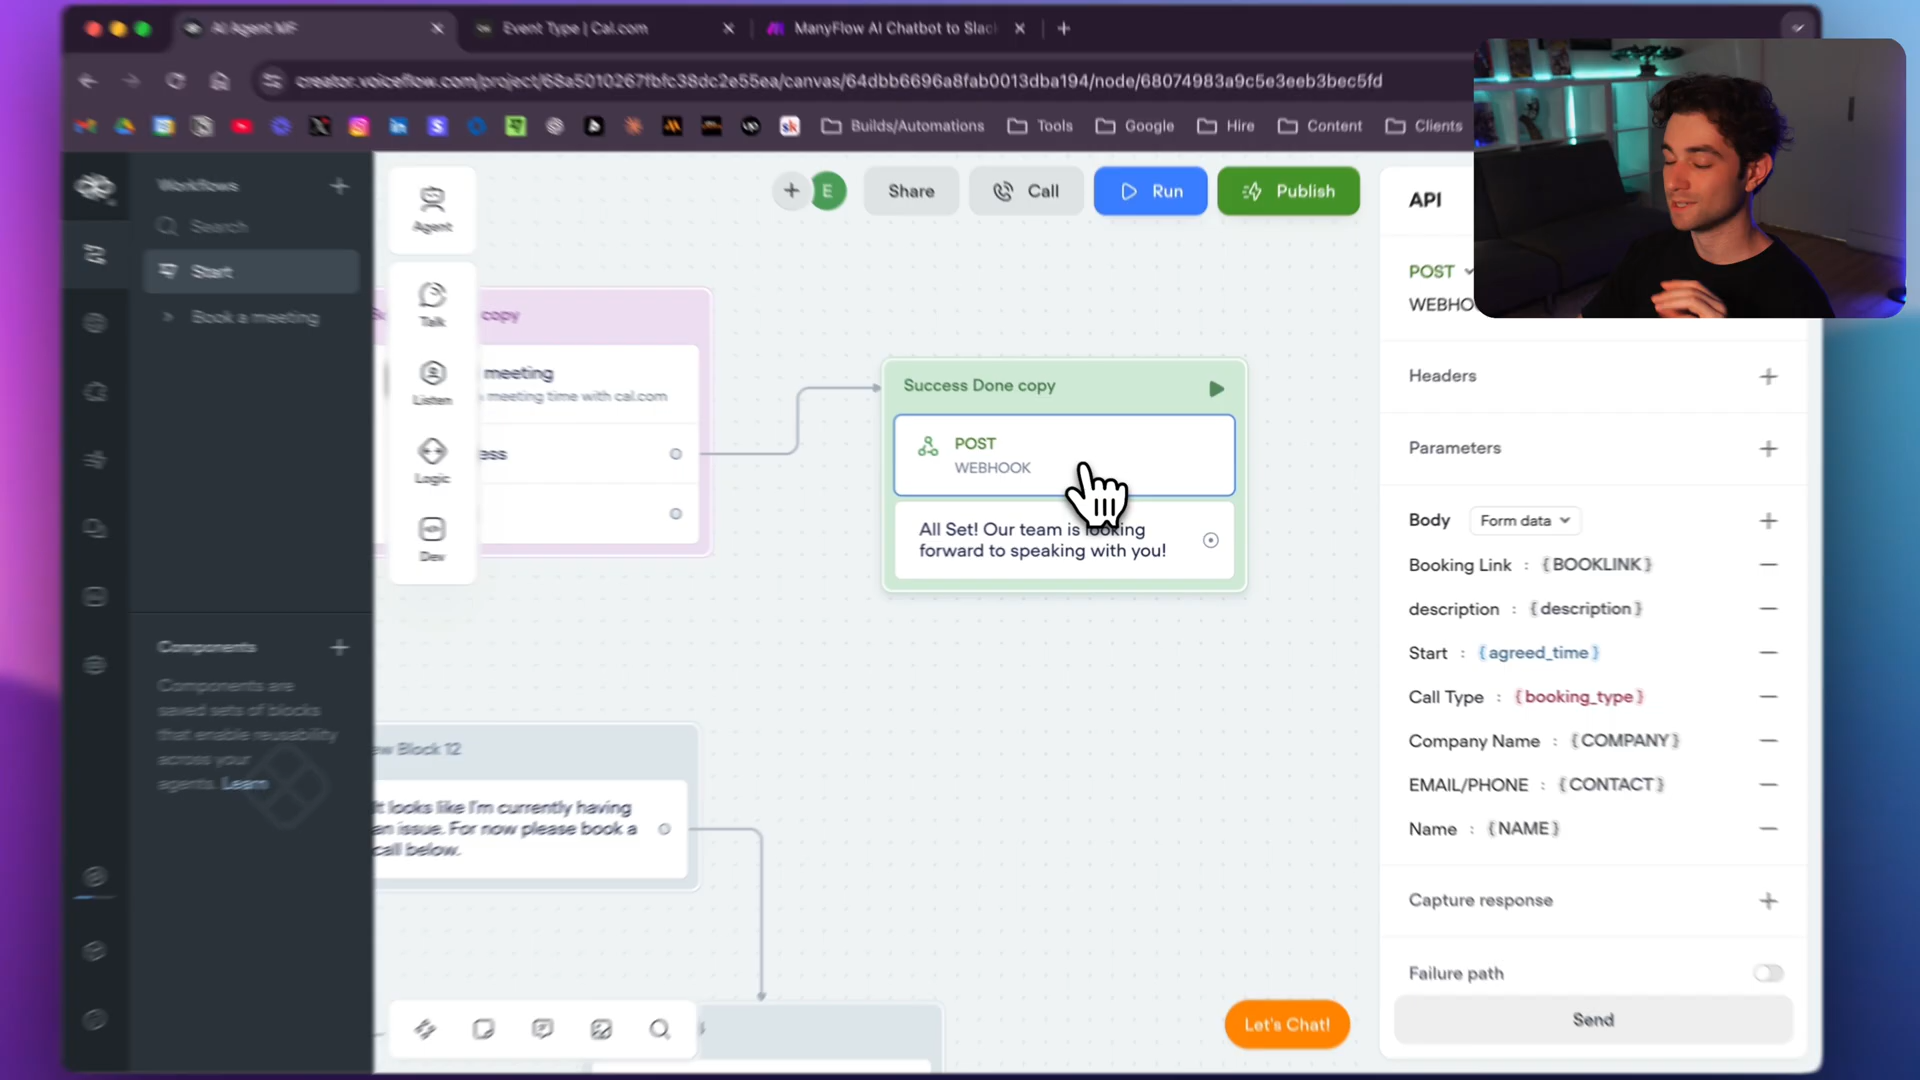 AI Agent MF
Event Type | Cal.com
ManyFlow AI Chatbot to Slac
creator.voiceflow.com/project/68a5010267fbfc38dc2e55ea/canvas/64dbb6696a8fab0013dba194/node/68074983a9c5e3eeb3bec5fd
Builds/Automations
Tools
Google
Hire
Content
Clients
Workflows
Search
Start
Book a meeting
Components
Components are
saved sets of blocks
that enable reusability
across your
agents. Learn
Agent
Talk
Listen
Logic
Dev
E
Share
Call
Run
Publish
copy
meeting
meeting time with cal.com
ess
Success Done copy
POST
WEBHOOK
All Set! Our team is looking
forward to speaking with you!
ew Block 12
It looks like I'm currently having
an issue. For now please book a
call below.
Let's Chat!
API
POST
WEBHO
Headers
Parameters
Body
Form data
Booking Link : {BOOKLINK}
description : {description}
Start : {agreed_time}
Call Type : {booking_type}
Company Name : {COMPANY}
EMAIL/PHONE : {CONTACT}
Name : {NAME}
Capture response
Failure path
Send